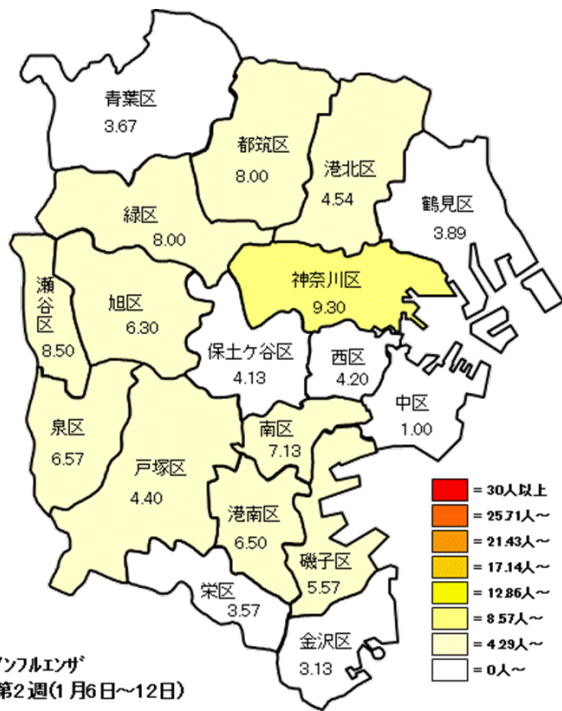 青葉区
3.67
都筑区
8.00
港北区
4.54
鶴見区
3.89
緑区
8.00
神奈川区
9.30
瀬谷区
8.50
旭区
6.30
保土ケ谷区
4.13
西区
4.20
中区
1.00
泉区
6.57
戸塚区
4.40
南区
7.13
港南区
6.50
磯子区
5.57
栄区
3.57
金沢区
3.13
= 30人以上
= 25.71人～
= 21.43人～
= 17.14人～
= 12.86人～
= 8.57人～
= 4.29人～
= 0人～
インフルエンザ
第2週(1月6日～12日)